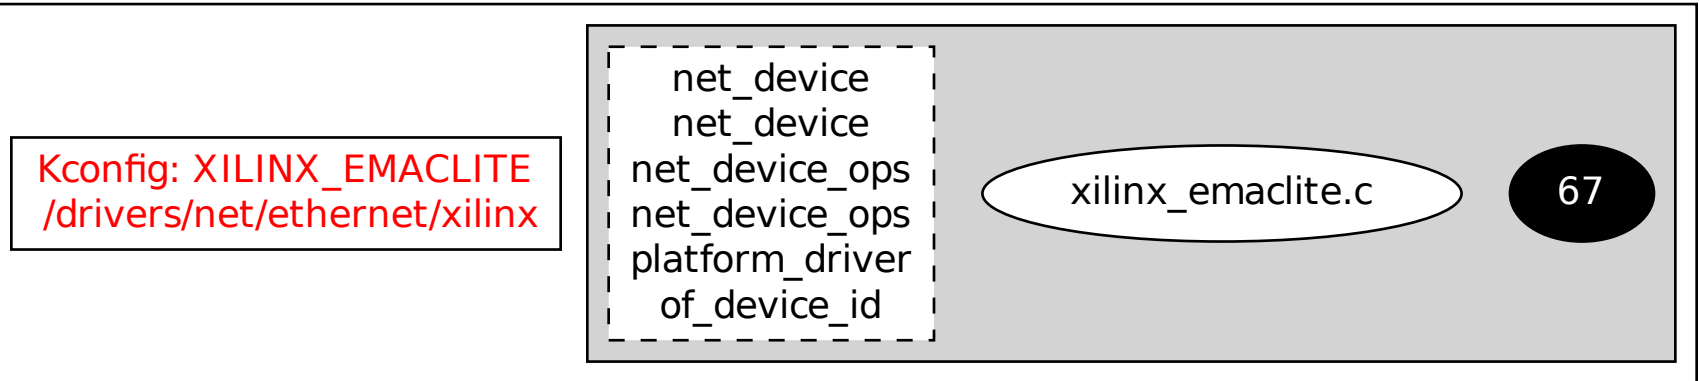 Kconfig: XILINX_EMACLITE
/drivers/net/ethernet/xilinx
net_device
net_device
net_device_ops
net_device_ops
platform_driver
of_device_id
xilinx_emaclite.c
67